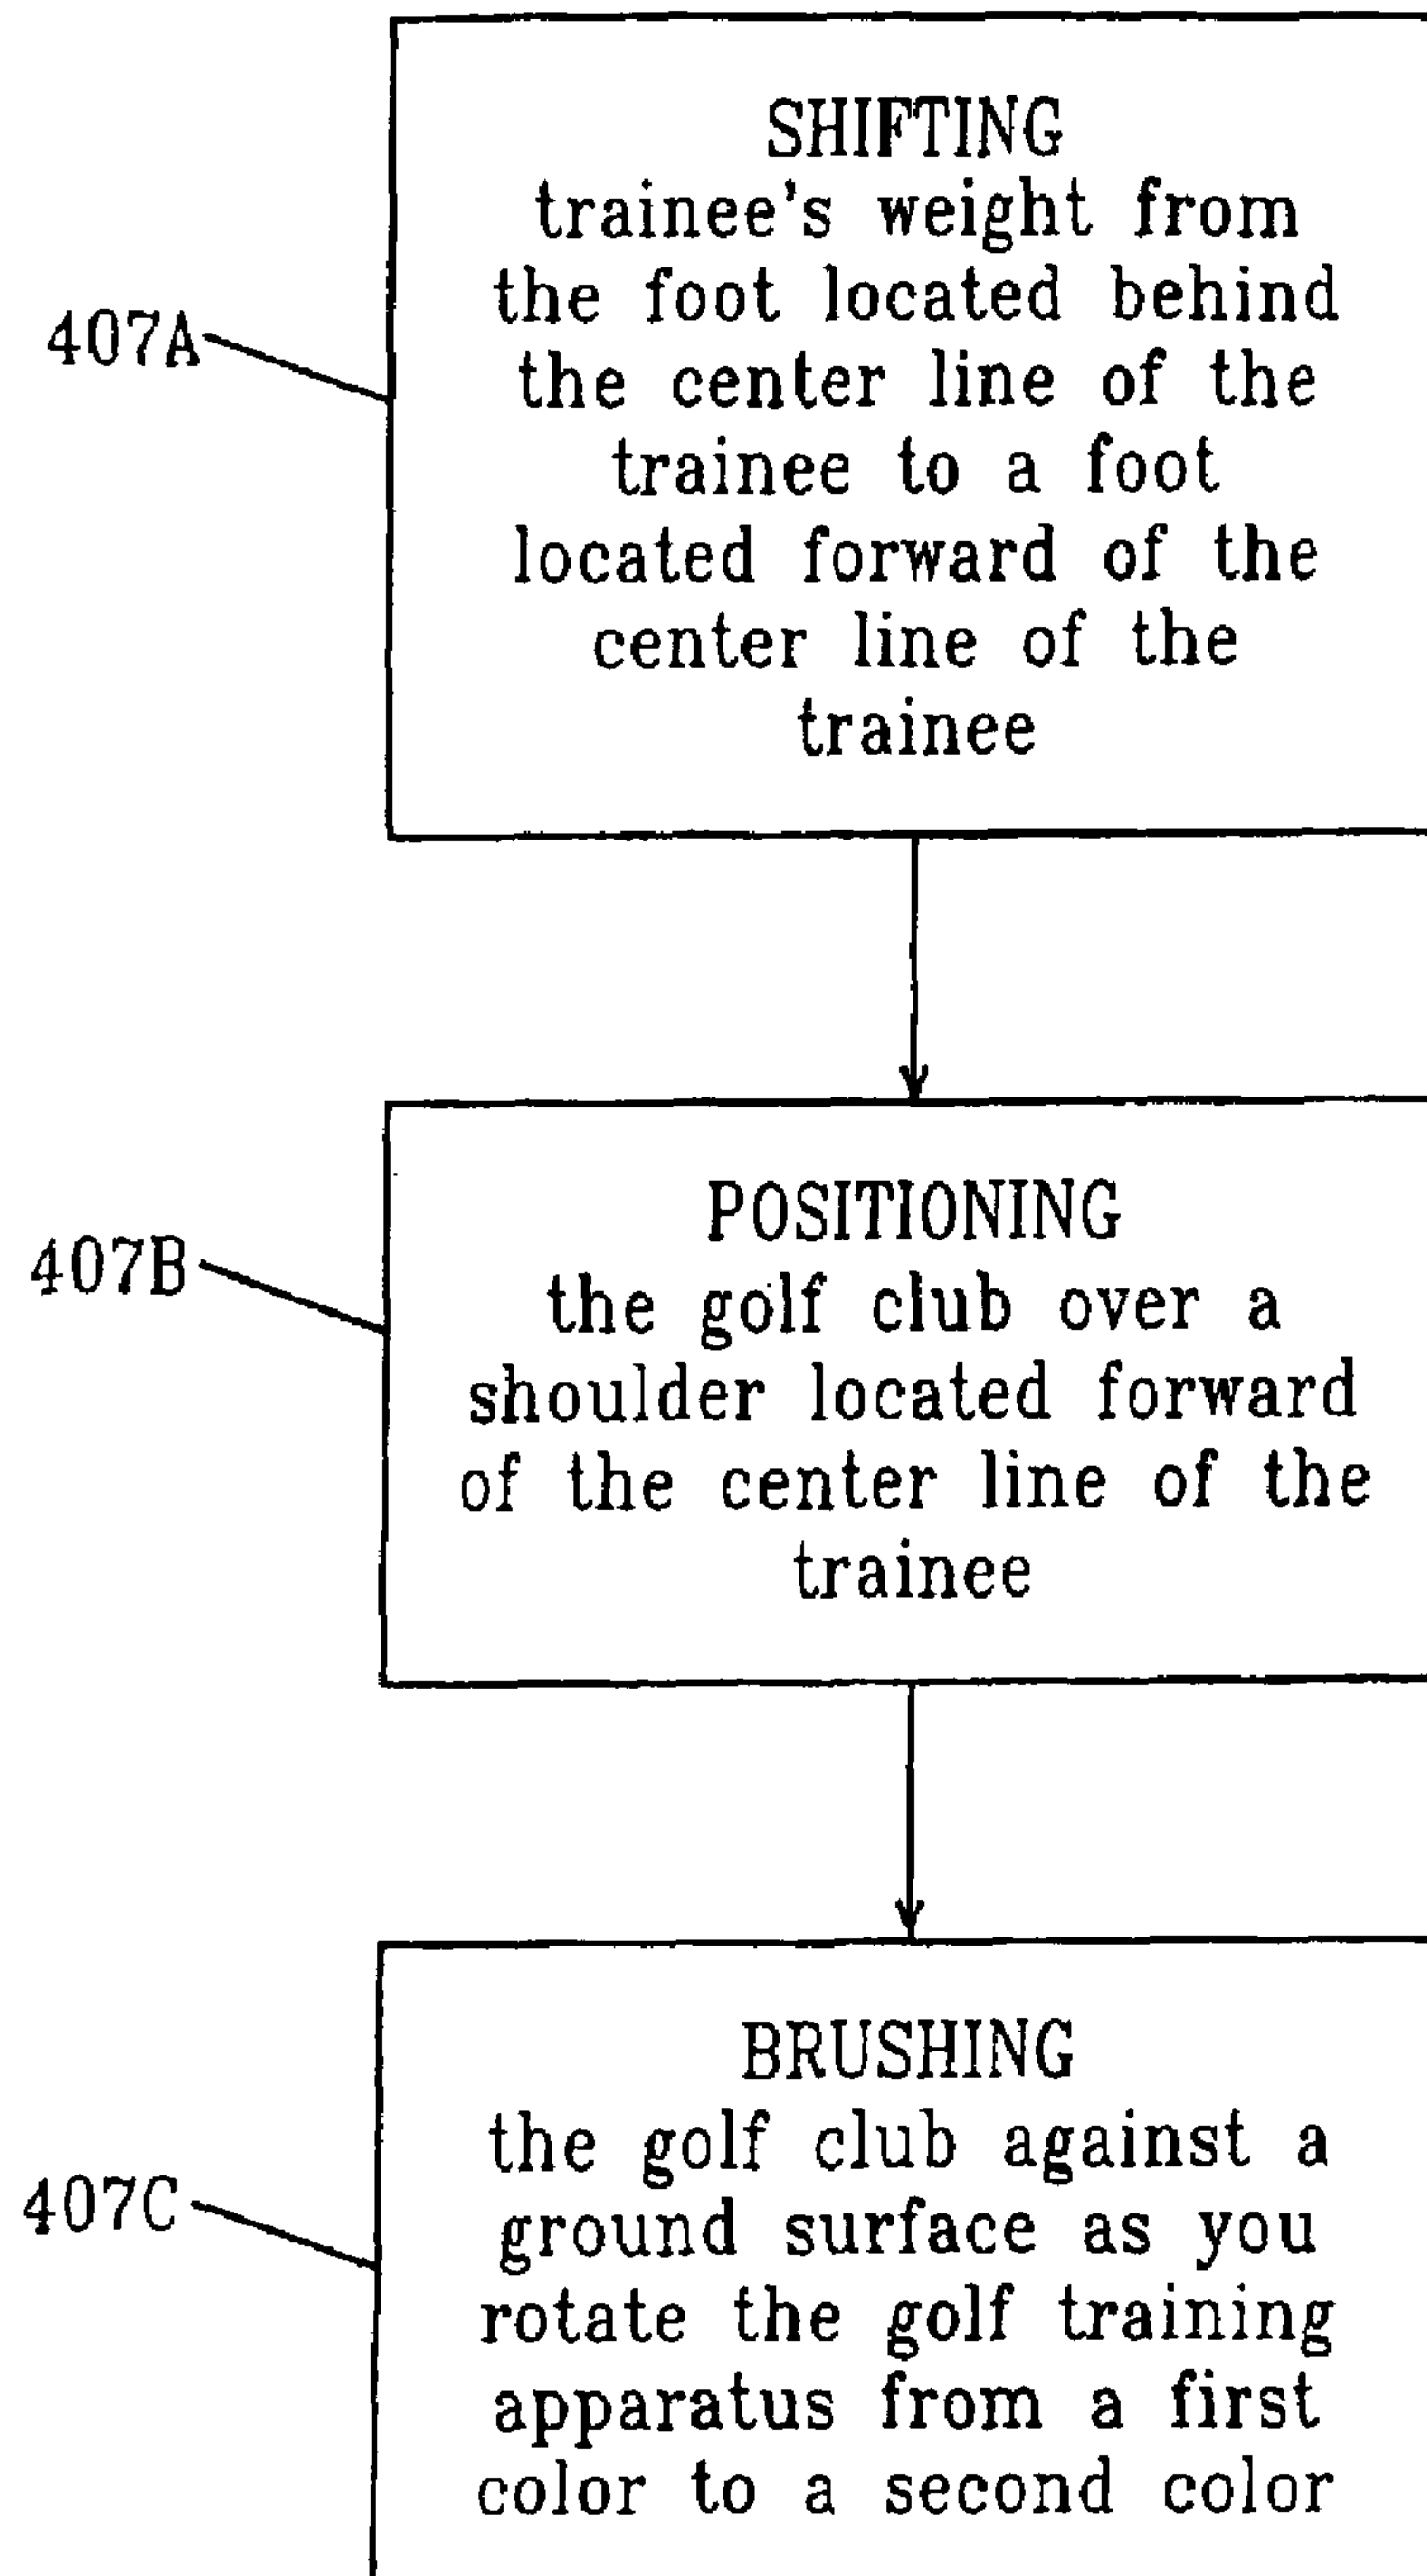 SHIFTING
trainee's weight from
the foot located behind
407A
the center line of the
trainee to a foot
located forward of the
center line of the
trainee
POSITIONING
407B
the golf club over a
shoulder located forward
of the center line of the
trainee
BRUSHING
the golf club against a
407C
ground surface as you
rotate the golf training
apparatus from a first
color to a second color